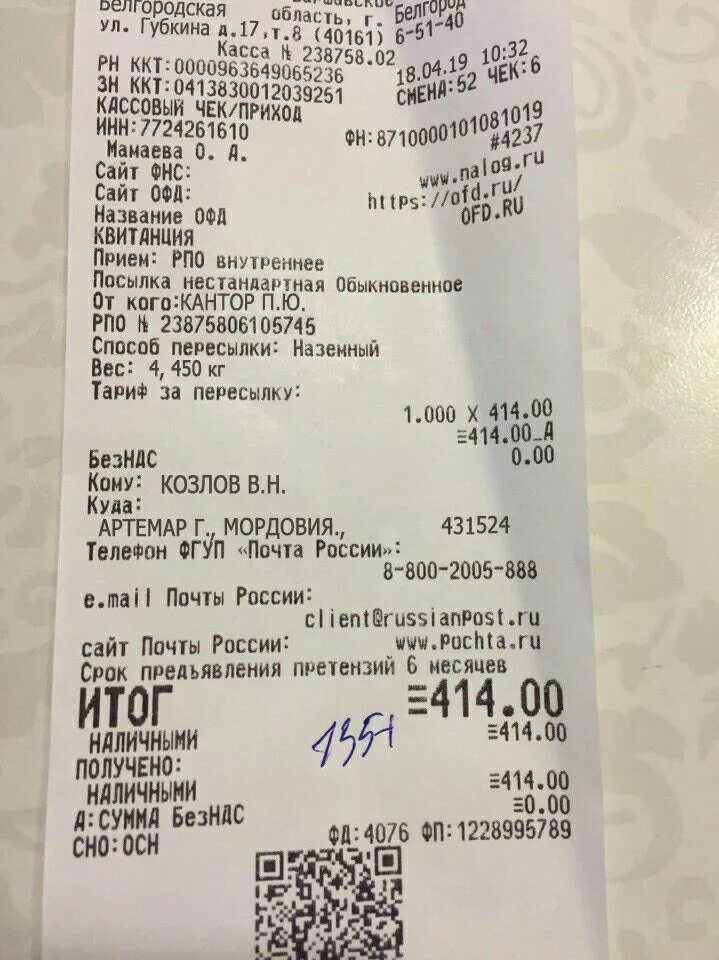 Белгородская область, г. Белгород
ул. Губкина д.17,т.8 (40161) 6-51-40
Касса № 238758.02
РН ККТ:0000963649065236 18.04.19 10:32
ЗН ККТ:0413830012039251 СМЕНА:52 ЧЕК:6
КАССОВЫЙ ЧЕК/ПРИХОД
ИНН:7724261610 ФН:8710000101081019
Мамаева О. А. #4237
Сайт ФНС: www.nalog.ru
Сайт ОФД: https://ofd.ru/
Название ОФД OFD.RU
КВИТАНЦИЯ
Прием: РПО внутреннее
Посылка нестандартная Обыкновенное
От кого:КАНТОР П.Ю.
РПО № 23875806105745
Способ пересылки: Наземный
Вес: 4, 450 кг
Тариф за пересылку:
1.000 X 414.00
≡414.00_А
БезНДС 0.00
Кому: КОЗЛОВ В.Н.
Куда:
АРТЕМАР Г., МОРДОВИЯ., 431524
Телефон ФГУП «Почта России»:
8-800-2005-888
e.mail Почты России:
client@russianpost.ru
сайт Почты России: www.pochta.ru
Срок предъявления претензий 6 месяцев
ИТОГ ≡414.00
НАЛИЧНЫМИ ≡414.00
ПОЛУЧЕНО:
НАЛИЧНЫМИ ≡414.00
А:СУММА БезНДС ≡0.00
СНО:ОСН ФД:4076 ФП:1228995789